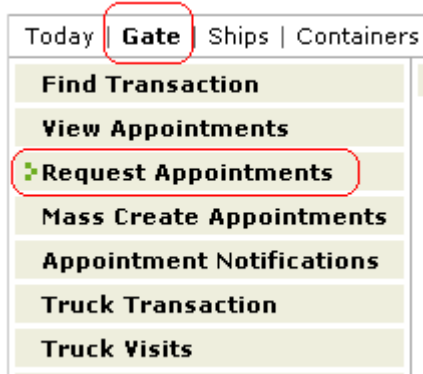 Today | Gate | Ships | Containers
Find Transaction
View Appointments
Request Appointments
Mass Create Appointments
Appointment Notifications
Truck Transaction
Truck Visits